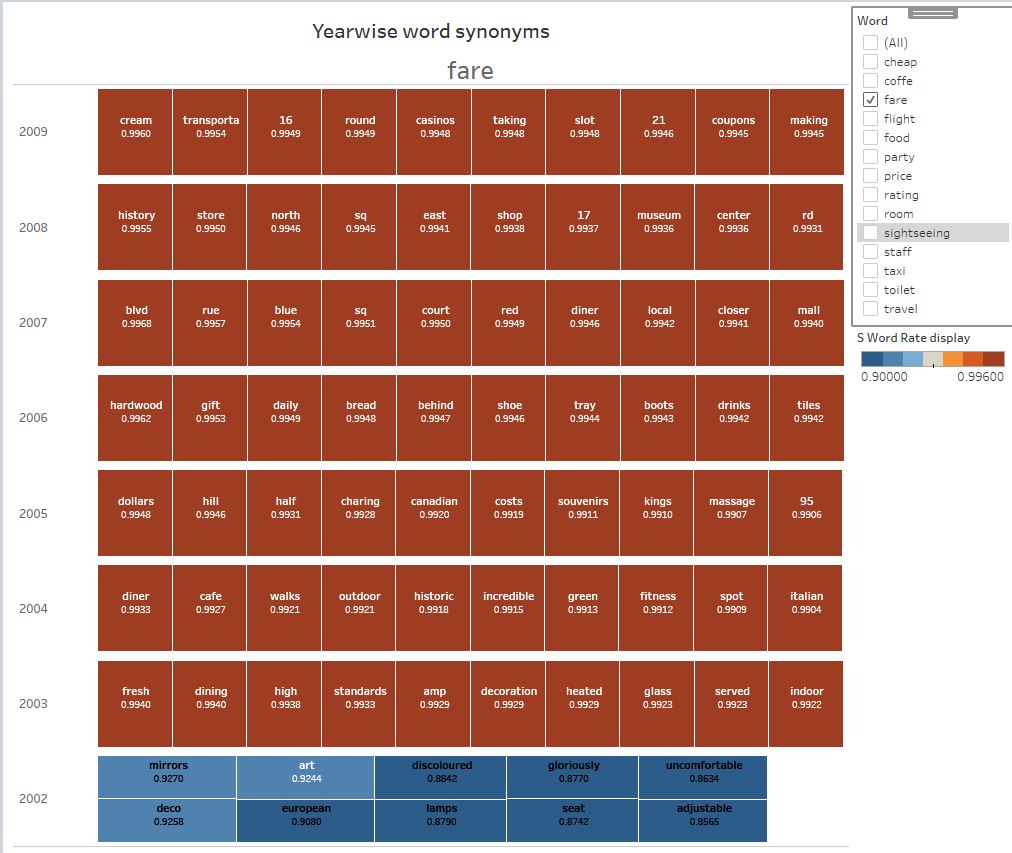 Yearwise word synonyms
fare
2009
cream transporta 16 round casinos taking slot 21 coupons making
0.9960 0.9954 0.9949 0.9949 0.9948 0.9948 0.9948 0.9946 0.9945 0.9945
2008
history store north sq east shop 17 museum center rd
0.9955 0.9950 0.9946 0.9945 0.9941 0.9938 0.9937 0.9936 0.9936 0.9931
2007
blvd rue blue sq court red diner local closer mall
0.9968 0.9957 0.9954 0.9951 0.9950 0.9949 0.9946 0.9942 0.9941 0.9940
2006
hardwood gift daily bread behind shoe tray boots drinks tiles
0.9962 0.9953 0.9949 0.9948 0.9947 0.9946 0.9944 0.9943 0.9942 0.9942
2005
dollars hill half charing canadian costs souvenirs kings massage 95
0.9948 0.9946 0.9931 0.9928 0.9920 0.9919 0.9911 0.9910 0.9907 0.9906
2004
diner cafe walks outdoor historic incredible green fitness spot italian
0.9933 0.9927 0.9921 0.9921 0.9918 0.9915 0.9913 0.9912 0.9909 0.9904
2003
fresh dining high standards amp decoration heated glass served indoor
0.9940 0.9940 0.9938 0.9933 0.9929 0.9929 0.9929 0.9923 0.9923 0.9922
2002
mirrors art discoloured gloriously uncomfortable
0.9270 0.9244 0.8842 0.8770 0.8634
deco european lamps seat adjustable
0.9258 0.9080 0.8790 0.8742 0.8565
Word
(All)
cheap
coffe
fare
flight
food
party
price
rating
room
sightseeing
staff
taxi
toilet
travel
S Word Rate display
0.90000 0.99600